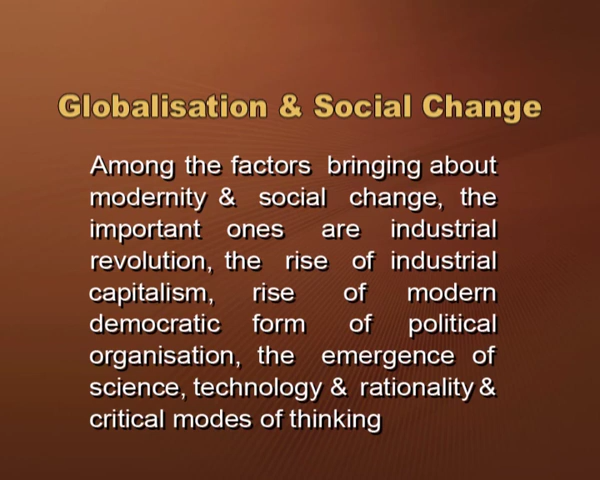 Globalisation & Social Change
Among the factors bringing about
modernity & social change, the
important ones are industrial
revolution, the rise of industrial
capitalism, rise of modern
democratic form of political
organisation, the emergence of
science, technology & rationality &
critical modes of thinking